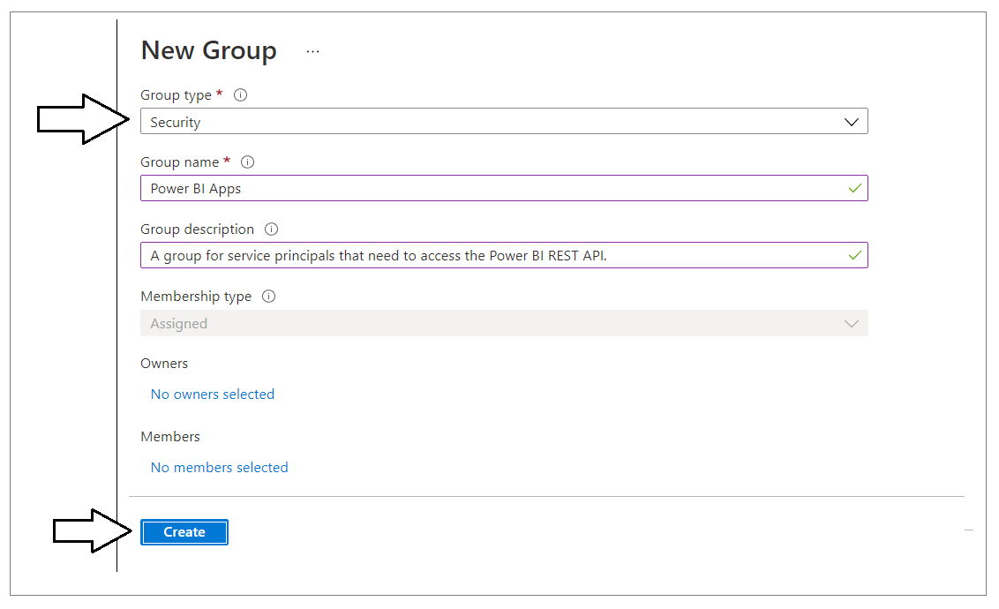 New Group ...
Group type *
Security
Group name *
Power BI Apps
Group description
A group for service principals that need to access the Power BI REST API.
Membership type
Assigned
Owners
No owners selected
Members
No members selected
Create